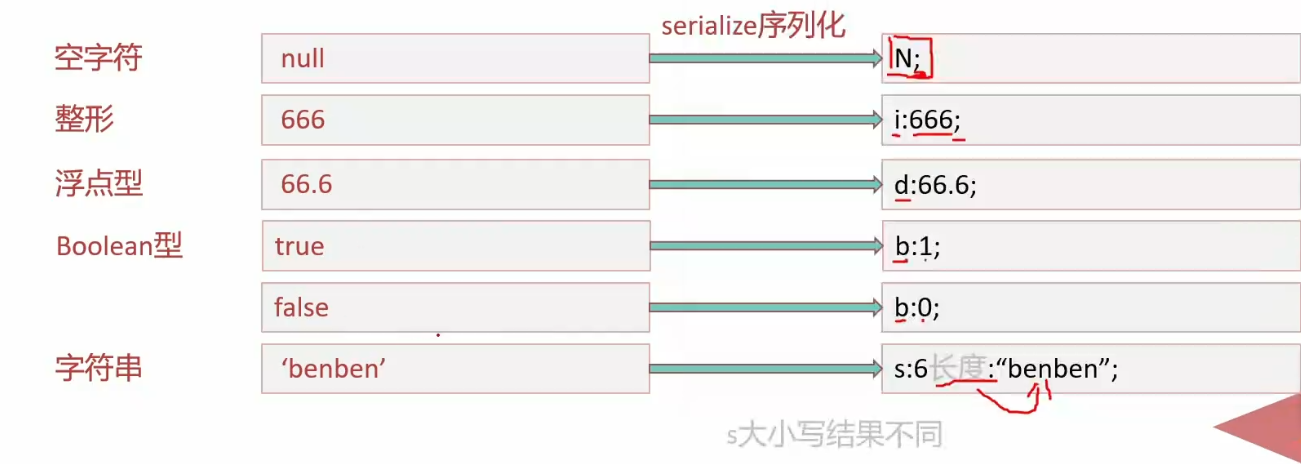 serialize序列化
空字符 null N;
整形 666 i:666;
浮点型 66.6 d:66.6;
Boolean型 true b:1;
false b:0;
字符串 ‘benben’ s:6长度:“benben”;
s大小写结果不同